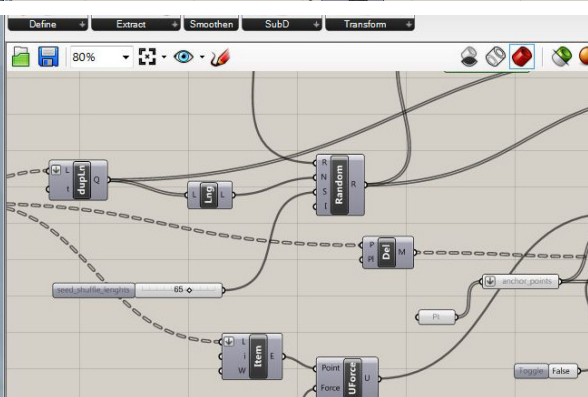 Define Extract Smoothen SubD Transform
80%
L t dupLn Q
L Lng L
R N S I Random R
P Pl Del M
seed_shuffle_lenghts 65
anchor_points
Pt
L i W Item E
Point Force UForce U
Toggle False